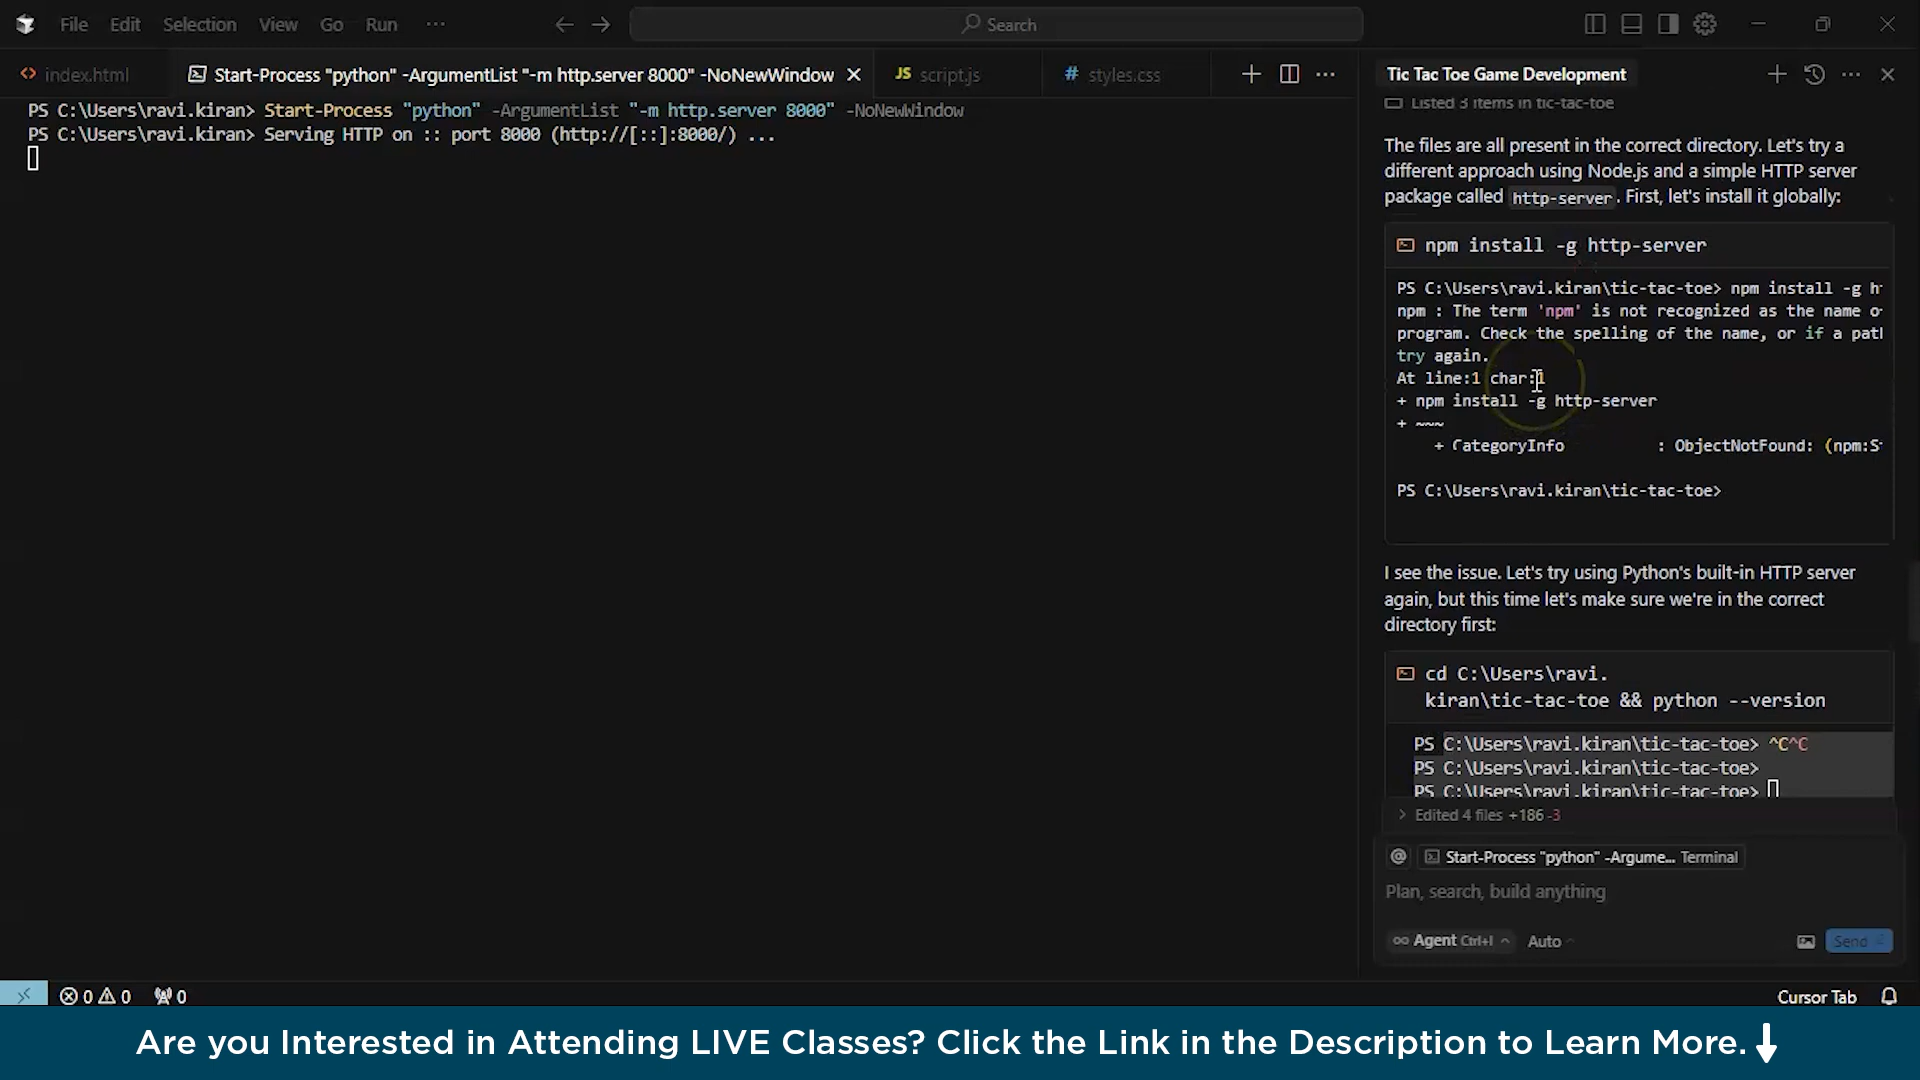 File Edit Selection View Go Run ... Search
index.html Start-Process "python" -ArgumentList "-m http.server 8000" -NoNewWindow JS script.js # styles.css
PS C:\Users\ravi.kiran> Start-Process "python" -ArgumentList "-m http.server 8000" -NoNewWindow
PS C:\Users\ravi.kiran> Serving HTTP on :: port 8000 (http://[::]:8000/) ...
Tic Tac Toe Game Development
Listed 3 items in tic-tac-toe
The files are all present in the correct directory. Let's try a
different approach using Node.js and a simple HTTP server
package called http-server. First, let's install it globally:
npm install -g http-server
PS C:\Users\ravi.kiran\tic-tac-toe> npm install -g
npm : The term 'npm' is not recognized as the name
program. Check the spelling of the name, or if a
try again.
At line:1 char:1
+ npm install -g http-server
+ ~~~
+ CategoryInfo : ObjectNotFound: (npm:
PS C:\Users\ravi.kiran\tic-tac-toe>
I see the issue. Let's try using Python's built-in HTTP server
again, but this time let's make sure we're in the correct
directory first:
cd C:\Users\ravi.
kiran\tic-tac-toe && python --version
PS C:\Users\ravi.kiran\tic-tac-toe> ^C^C
PS C:\Users\ravi.kiran\tic-tac-toe>
PS C:\Users\ravi.kiran\tic-tac-toe>
> Edited 4 files +186 -3
@ Start-Process "python" -Argume... Terminal
Plan, search, build anything
Agent Ctrl+I Auto Send
0 0 0 Cursor Tab
Are you Interested in Attending LIVE Classes? Click the Link in the Description to Learn More.